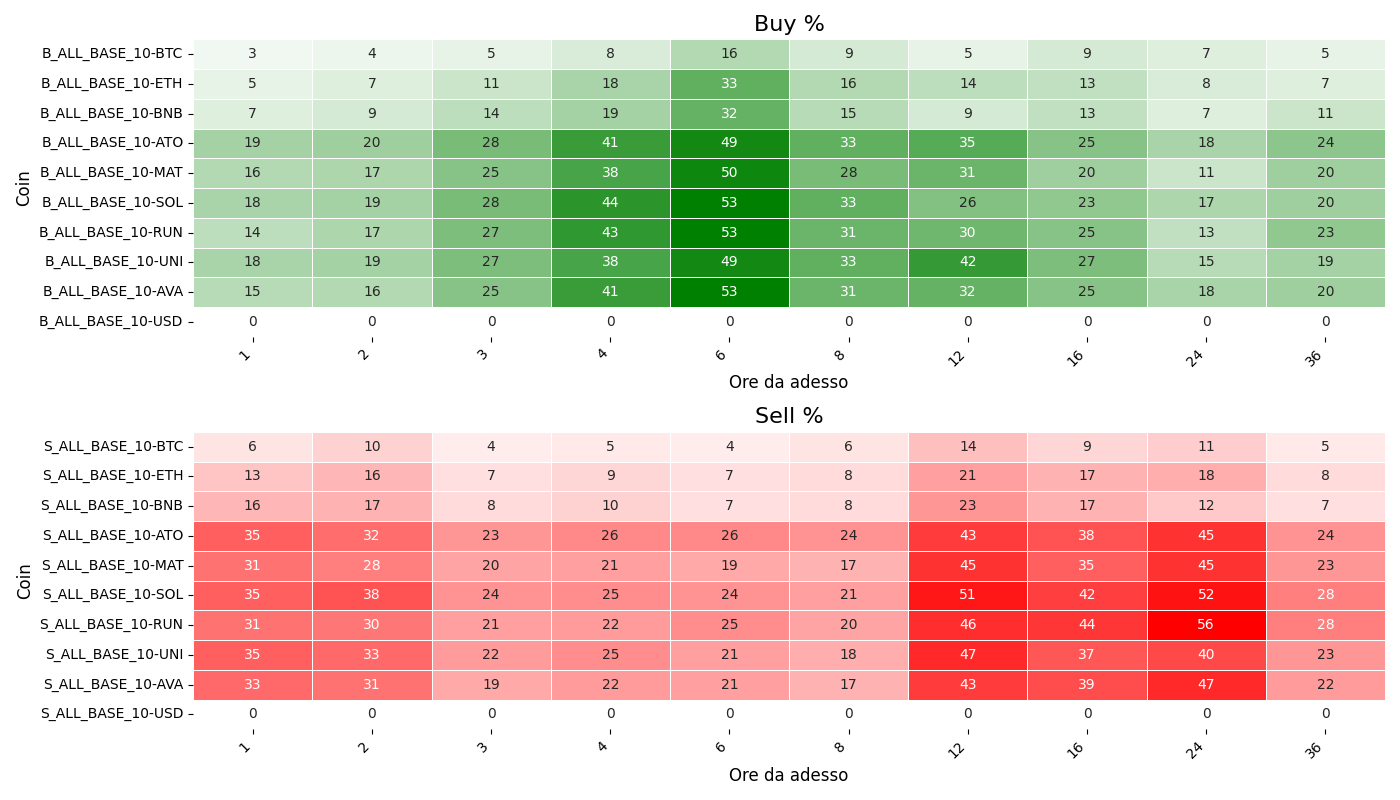 Buy %
Coin
B_ALL_BASE_10-BTC 3 4 5 8 16 9 5 9 7 5
B_ALL_BASE_10-ETH 5 7 11 18 33 16 14 13 8 7
B_ALL_BASE_10-BNB 7 9 14 19 32 15 9 13 7 11
B_ALL_BASE_10-ATO 19 20 28 41 49 33 35 25 18 24
B_ALL_BASE_10-MAT 16 17 25 38 50 28 31 20 11 20
B_ALL_BASE_10-SOL 18 19 28 44 53 33 26 23 17 20
B_ALL_BASE_10-RUN 14 17 27 43 53 31 30 25 13 23
B_ALL_BASE_10-UNI 18 19 27 38 49 33 42 27 15 19
B_ALL_BASE_10-AVA 15 16 25 41 53 31 32 25 18 20
B_ALL_BASE_10-USD 0 0 0 0 0 0 0 0 0 0
1 2 3 4 6 8 12 16 24 36
Ore da adesso
Sell %
Coin
S_ALL_BASE_10-BTC 6 10 4 5 4 6 14 9 11 5
S_ALL_BASE_10-ETH 13 16 7 9 7 8 21 17 18 8
S_ALL_BASE_10-BNB 16 17 8 10 7 8 23 17 12 7
S_ALL_BASE_10-ATO 35 32 23 26 26 24 43 38 45 24
S_ALL_BASE_10-MAT 31 28 20 21 19 17 45 35 45 23
S_ALL_BASE_10-SOL 35 38 24 25 24 21 51 42 52 28
S_ALL_BASE_10-RUN 31 30 21 22 25 20 46 44 56 28
S_ALL_BASE_10-UNI 35 33 22 25 21 18 47 37 40 23
S_ALL_BASE_10-AVA 33 31 19 22 21 17 43 39 47 22
S_ALL_BASE_10-USD 0 0 0 0 0 0 0 0 0 0
1 2 3 4 6 8 12 16 24 36
Ore da adesso